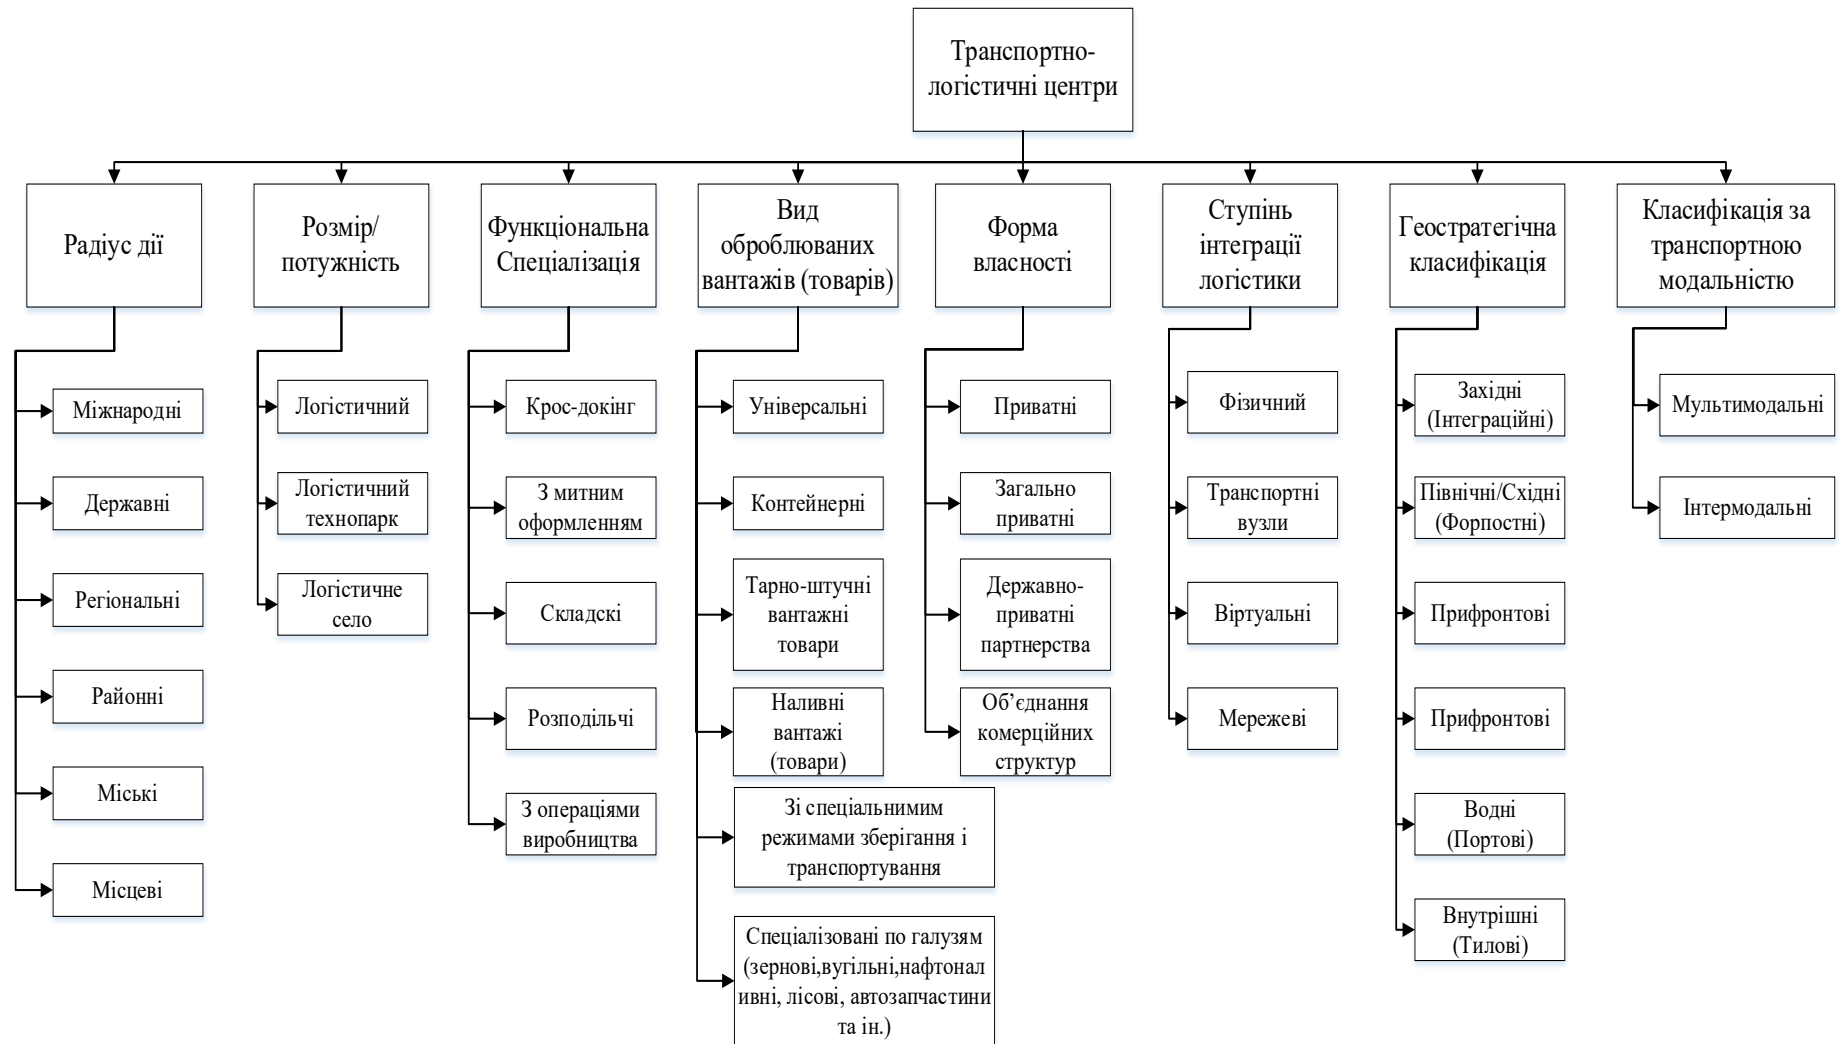 Транспортно-
логістичні центри
Радіус дії
Міжнародні
Державні
Регіональні
Районні
Міські
Місцеві
Розмір/
потужність
Логістичний
Логістичний
технопарк
Логістичне
село
Функціональна
Спеціалізація
Крос-докінг
З митним
оформленням
Складскі
Розподільчі
З операціями
виробництва
Вид
оброблюваних
вантажів (товарів)
Універсальні
Контейнерні
Тарно-штучні
вантажні
товари
Наливні
вантажі
(товари)
Зі спеціальнимим
режимами зберігання і
транспортування
Спеціалізовані по галузям
(зернові,вугільні,нафтонал
ивні, лісові, автозапчастини
та ін.)
Форма
власності
Приватні
Загально
приватні
Державно-
приватні
партнерства
Об’єднання
комерційних
структур
Ступінь
інтеграції
логістики
Фізичний
Транспортні
вузли
Віртуальні
Мережеві
Геостратегічна
класифікація
Західні
(Інтеграційні)
Північні/Східні
(Форпостні)
Прифронтові
Прифронтові
Водні
(Портові)
Внутрішні
(Тилові)
Класифікація за
транспортною
модальністю
Мультимодальні
Інтермодальні